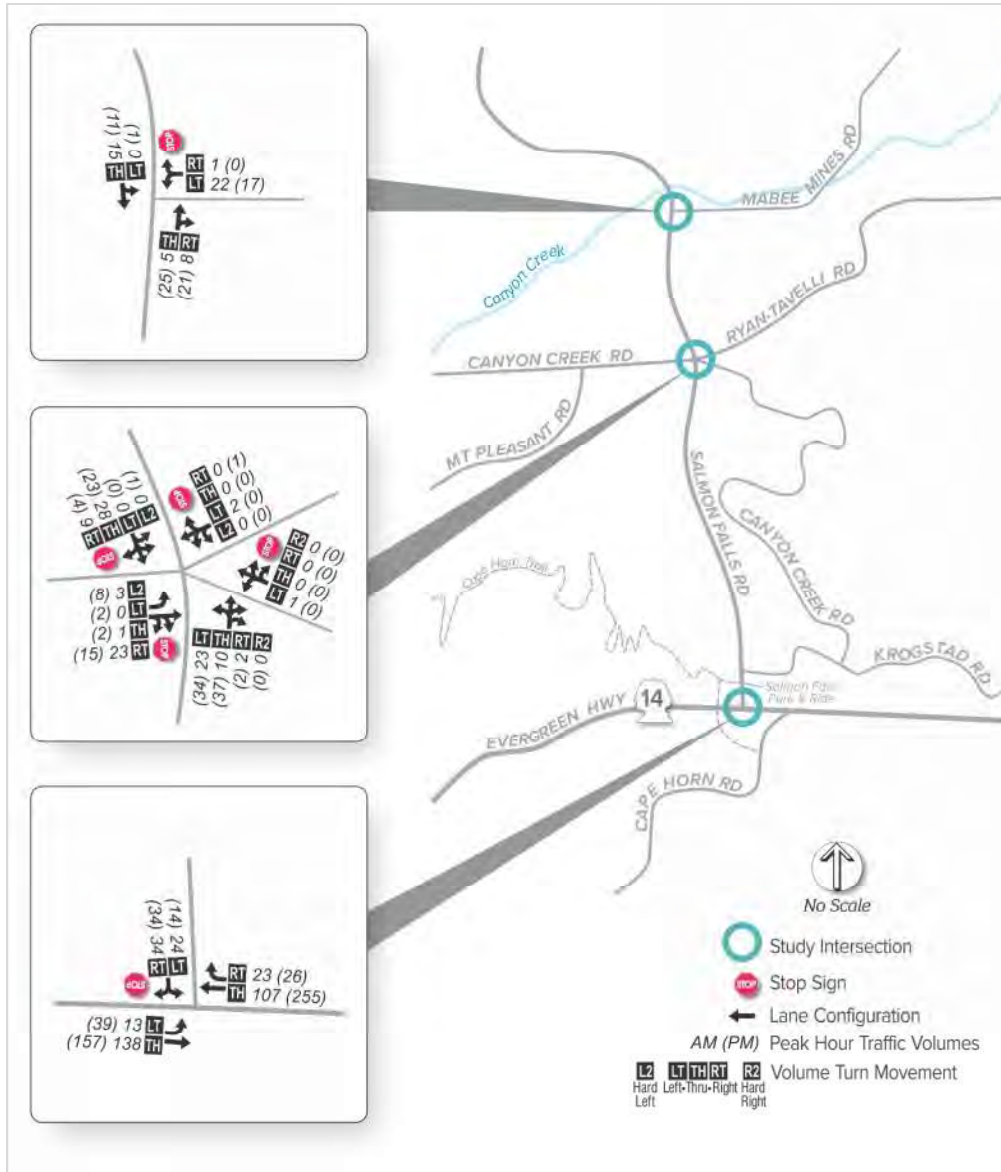 (1) 0 LT
(11) 15 TH
STOP
RT 1 (0)
LT 22 (17)
TH RT
(25) 5
(21) 8
(1) 0 L2
(0) 0 LT
(23) 28 TH
(4) 9 RT
STOP
STOP
RT 0 (1)
TH 0 (0)
LT 2 (0)
L2 0 (0)
STOP
R2 0 (0)
RT 0 (0)
TH 0 (0)
LT 1 (0)
(8) 3 L2
(2) 0 LT
(2) 1 TH
(15) 23 RT
STOP
LT TH RT R2
(34) 23
(37) 10
(2) 2
(0) 0
(14) 24 LT
(34) 34 RT
STOP
RT 23 (26)
TH 107 (255)
(39) 13 LT
(157) 138 TH
MABEE MINES RD
Canyon Creek
RYAN-TAVELLI RD
CANYON CREEK RD
MT PLEASANT RD
SALMON FALLS RD
CANYON CREEK RD
Cape Horn Trail
KROGSTAD RD
Salmon Falls
Park & Ride
14
EVERGREEN HWY
CAPE HORN RD
No Scale
Study Intersection
STOP Stop Sign
Lane Configuration
AM (PM) Peak Hour Traffic Volumes
L2 LT TH RT R2 Volume Turn Movement
Hard Left Left-Thru-Right Hard Right